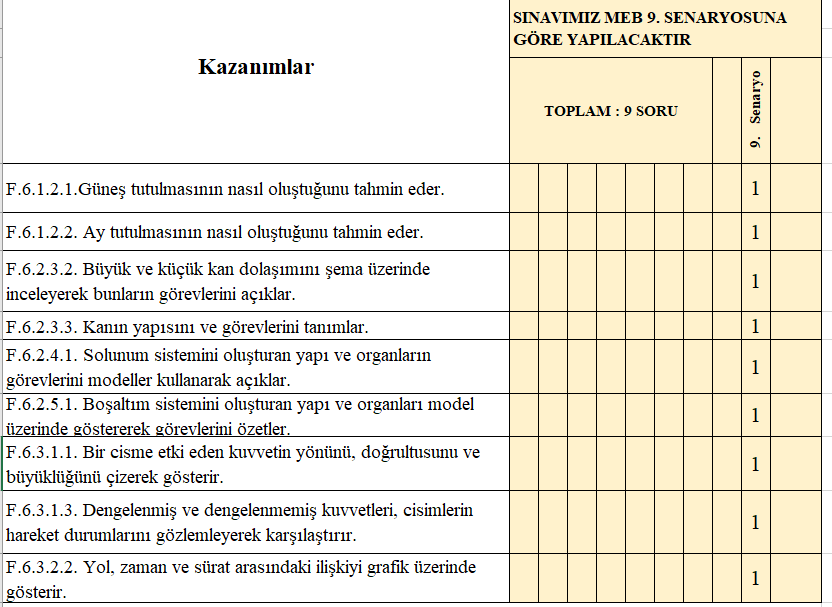 SINAVIMIZ MEB 9. SENARYOSUNA
GÖRE YAPILACAKTIR
Kazanımlar
TOPLAM : 9 SORU
9. Senaryo
F.6.1.2.1.Güneş tutulmasının nasıl oluştuğunu tahmin eder.
1
F.6.1.2.2. Ay tutulmasının nasıl oluştuğunu tahmin eder.
1
F.6.2.3.2. Büyük ve küçük kan dolaşımını şema üzerinde
inceleyerek bunların görevlerini açıklar.
1
F.6.2.3.3. Kanın yapısını ve görevlerini tanımlar.
1
F.6.2.4.1. Solunum sistemini oluşturan yapı ve organların
görevlerini modeller kullanarak açıklar.
1
F.6.2.5.1. Boşaltım sistemini oluşturan yapı ve organları model
üzerinde göstererek görevlerini özetler.
1
F.6.3.1.1. Bir cisme etki eden kuvvetin yönünü, doğrultusunu ve
büyüklüğünü çizerek gösterir.
1
F.6.3.1.3. Dengelenmiş ve dengelenmemiş kuvvetleri, cisimlerin
hareket durumlarını gözlemleyerek karşılaştırır.
1
F.6.3.2.2. Yol, zaman ve sürat arasındaki ilişkiyi grafik üzerinde
gösterir.
1